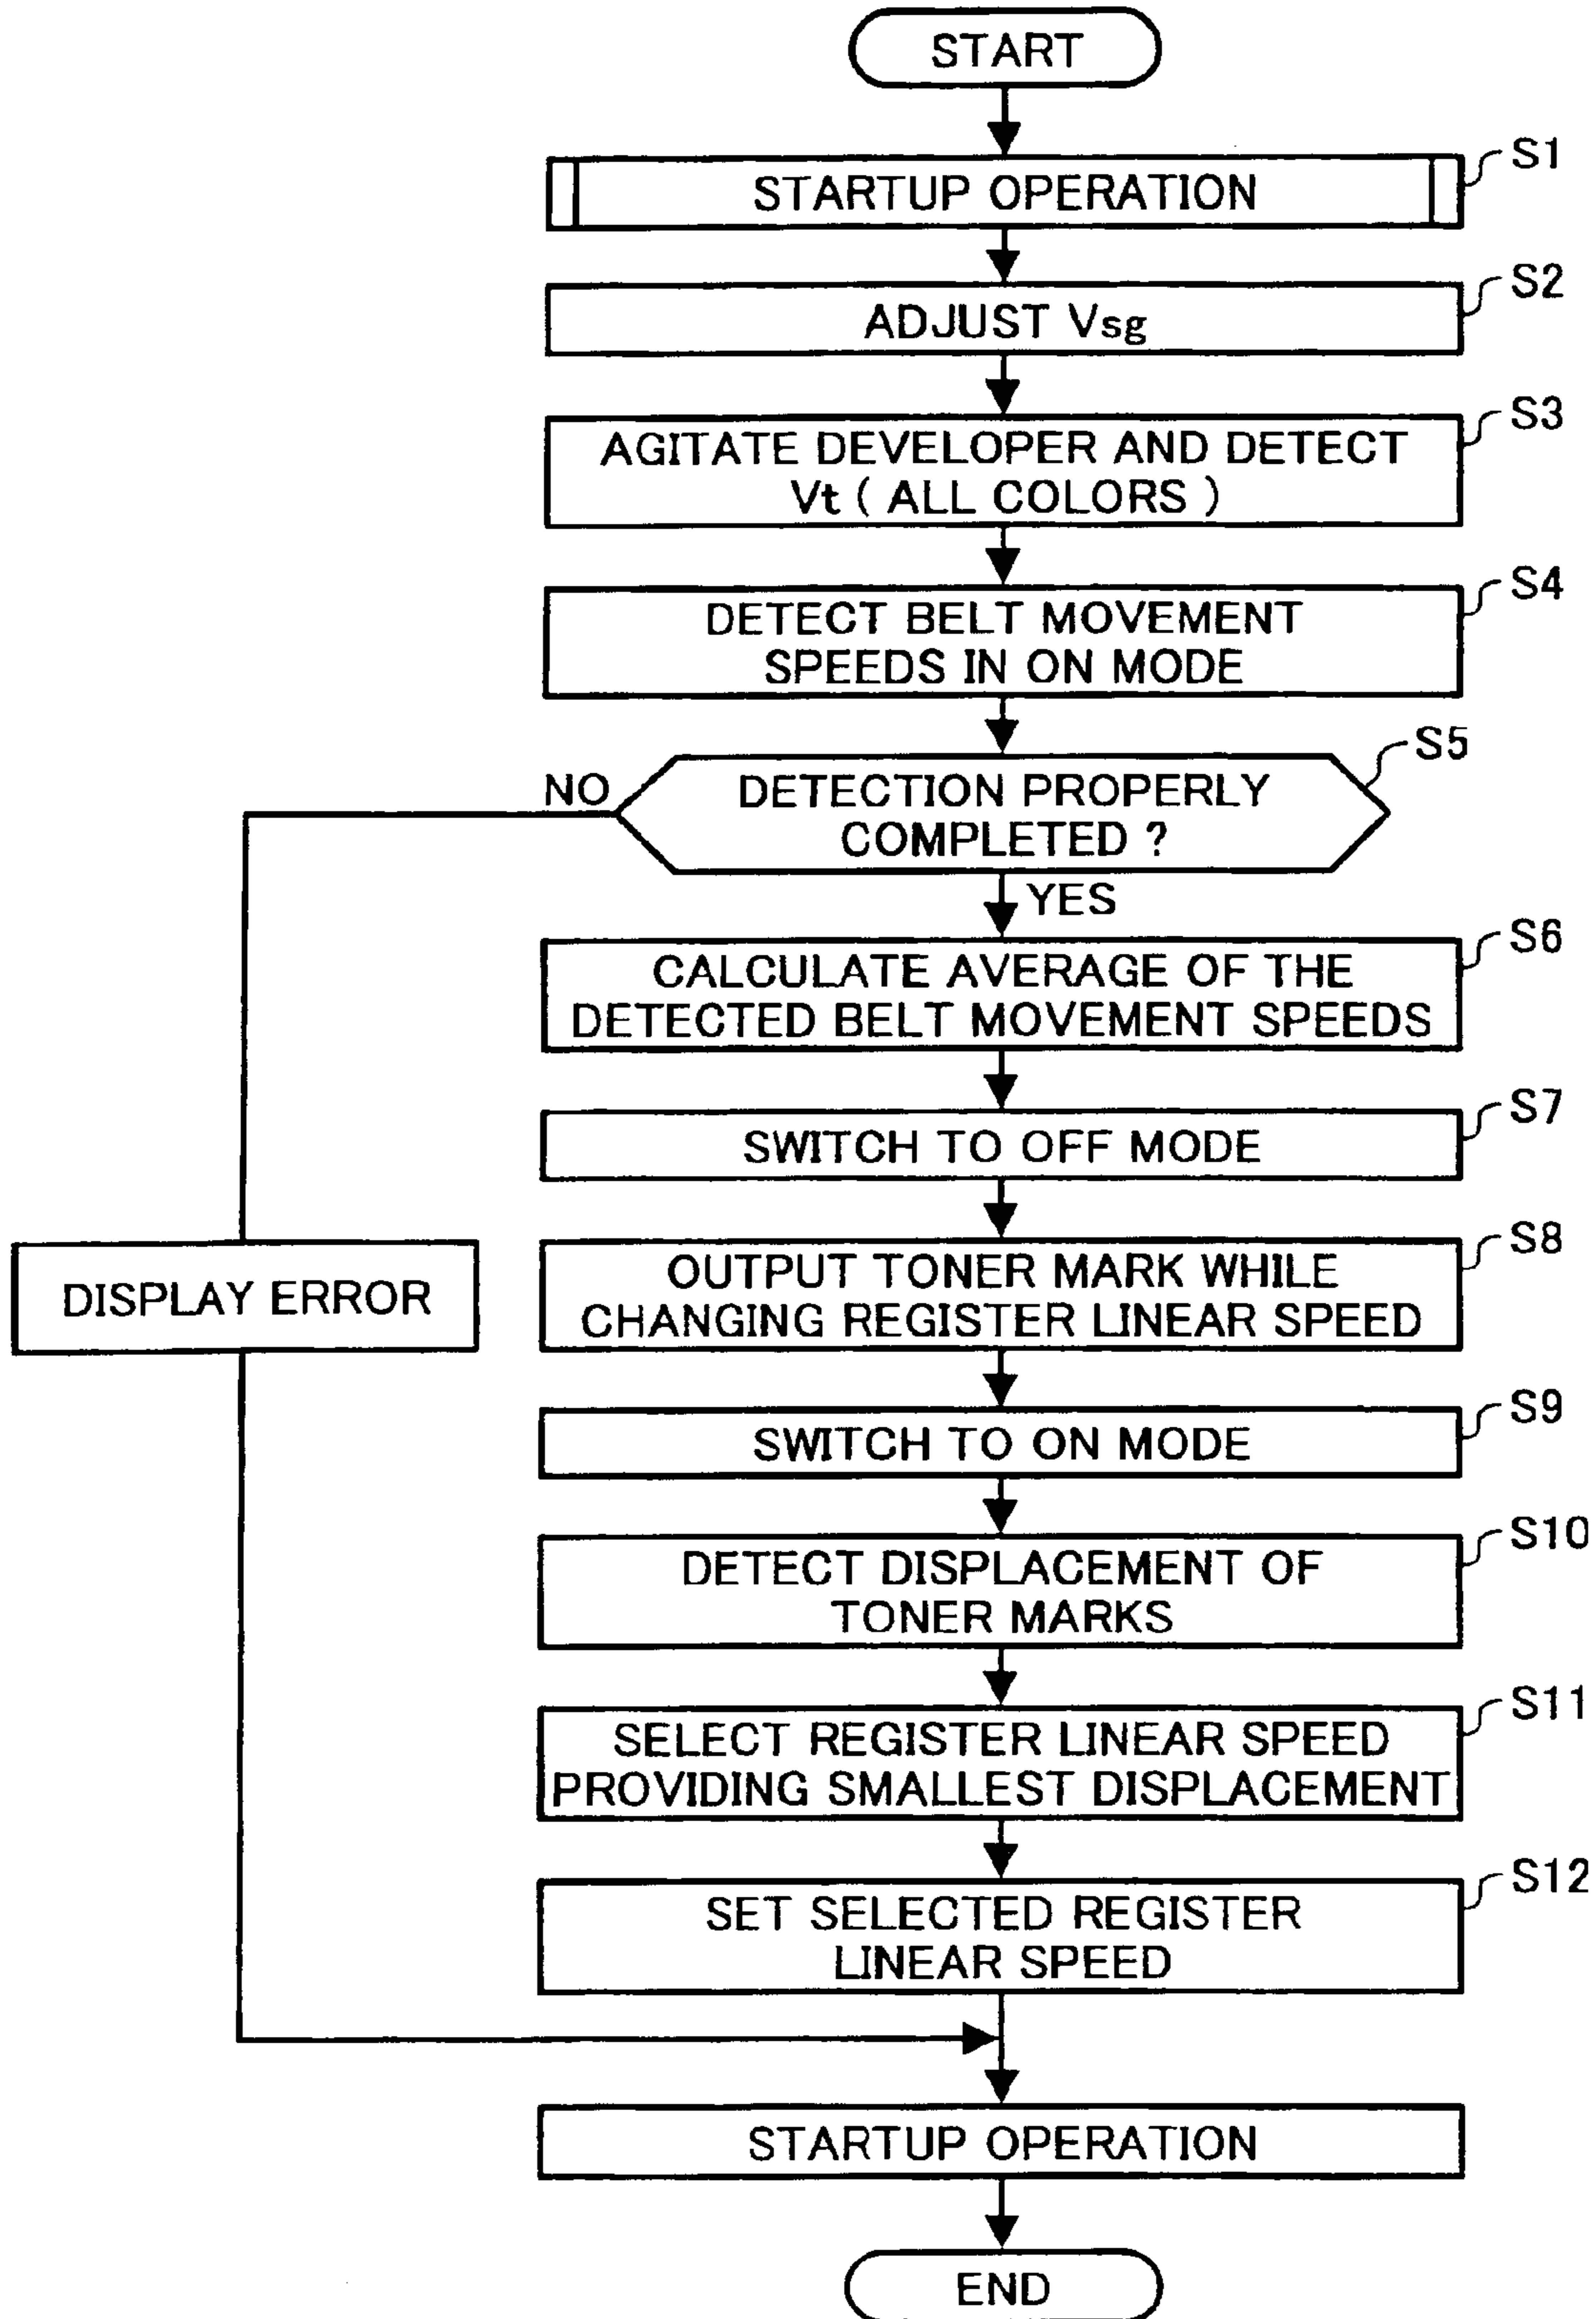 START
S1
STARTUP OPERATION
S2
ADJUST Vsg
S3
AGITATE DEVELOPER AND DETECT
Vt ( ALL COLORS )
S4
DETECT BELT MOVEMENT
SPEEDS IN ON MODE
S5
NO
DETECTION PROPERLY
COMPLETED ?
YES
S6
CALCULATE AVERAGE OF THE
DETECTED BELT MOVEMENT SPEEDS
S7
SWITCH TO OFF MODE
S8
OUTPUT TONER MARK WHILE
CHANGING REGISTER LINEAR SPEED
DISPLAY ERROR
S9
SWITCH TO ON MODE
S10
DETECT DISPLACEMENT OF
TONER MARKS
S11
SELECT REGISTER LINEAR SPEED
PROVIDING SMALLEST DISPLACEMENT
S12
SET SELECTED REGISTER
LINEAR SPEED
STARTUP OPERATION
END